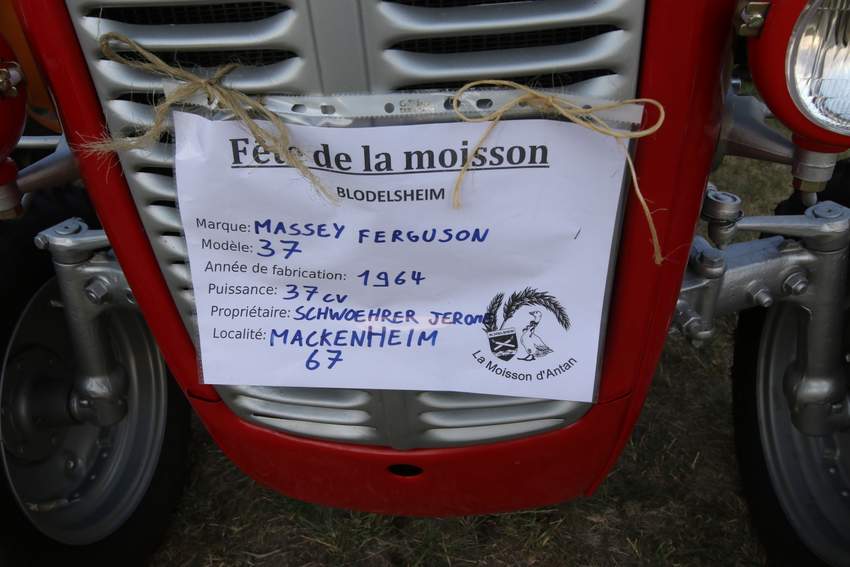 Fête de la moisson
BLODELSHEIM
Marque: MASSEY FERGUSON
Modèle: 37
Année de fabrication: 1964
Puissance: 37 cv
Propriétaire: SCHWOEHRER JEROME
Localité: MACKENHEIM
67
La Moisson d'Antan